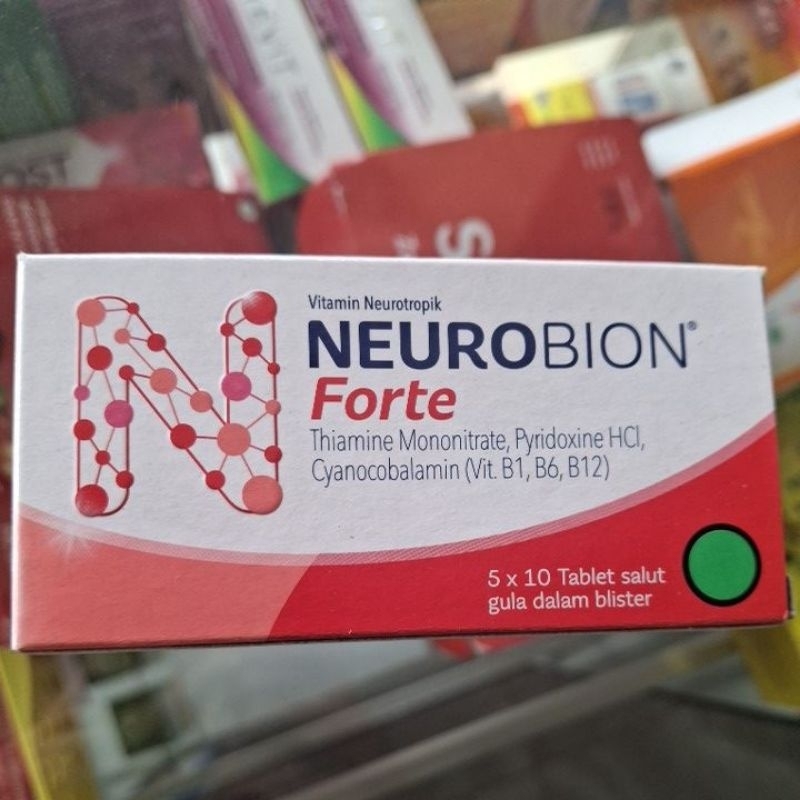 Vitamin Neurotropik
NEUROBION®
Forte
Thiamine Mononitrate, Pyridoxine HCl,
Cyanocobalamin (Vit. B1, B6, B12)
5 x 10 Tablet salut
gula dalam blister